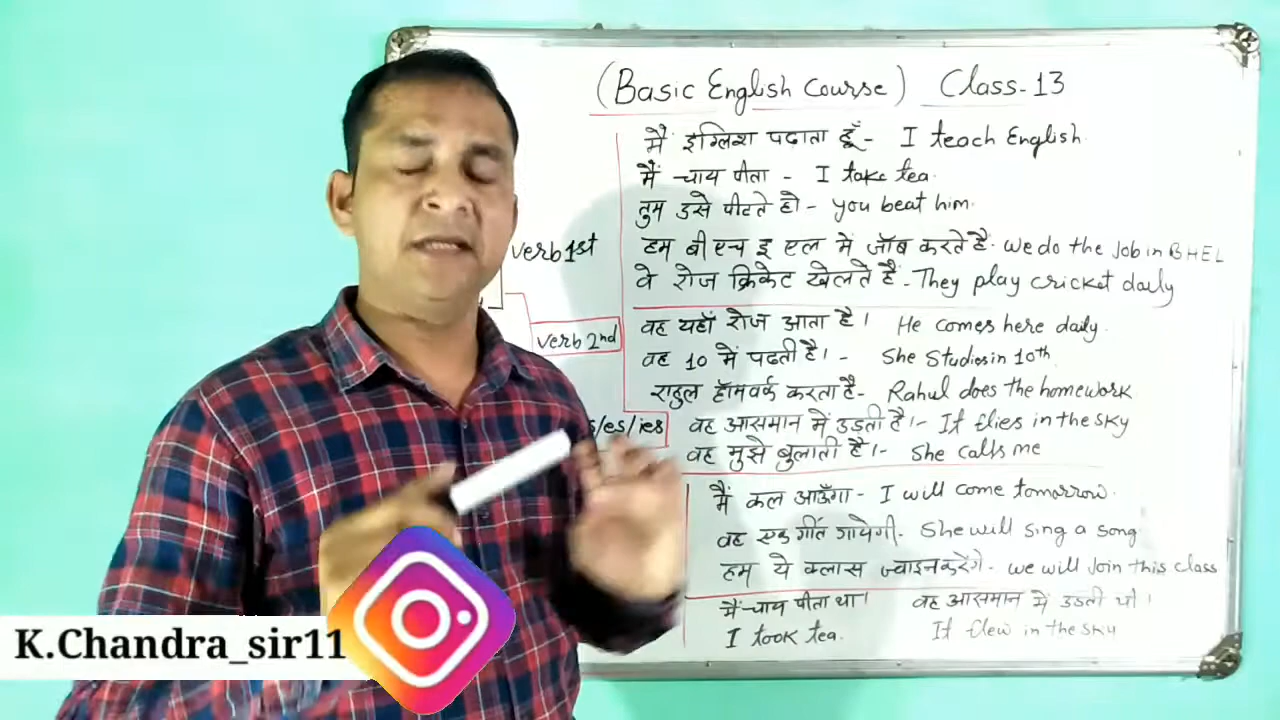 (Basic English Course) Class-13
मैं इंग्लिश पढ़ाता हूँ - I teach English.
मैं चाय पीता - I take tea.
तुम उसे पीटते हो - you beat him.
verb 1st
हम बी एच इ एल में जॉब करते हैं. we do the Job in BHEL
वे रोज क्रिकेट खेलते हैं - They play cricket daily
वह यहाँ रोज आता है। He comes here daily.
verb 2nd
वह 10 में पढती है। - She Studies in 10th.
राहुल हॉमवर्क करता है - Rahul does the homework
s/es/ies
वह आसमान में उडती है। - It flies in the sky
वह मुझे बुलाती है। - She calls me
मैं कल आऊँगा - I will come tomorrow.
वह एक गीत गायेगी. She will sing a song
हम ये क्लास ज्वाइन करेंगे - we will Join this class
मैं चाय पीता था। वह आसमान में उडती थी।
I took tea. It flew in the sky
K.Chandra_sir11